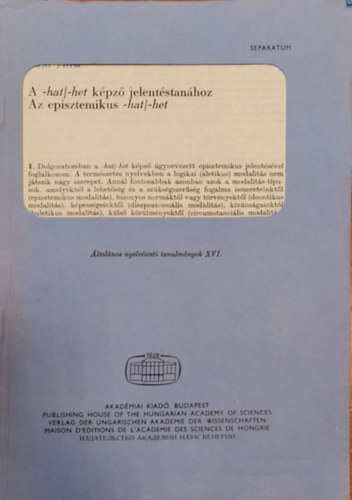 SEPARATUM
A -hat/-het képző jelentéstanához
Az episztemikus -hat/-het
1. Dolgozatomban a -hat/-het képző úgynevezett episztemikus jelentésével
foglalkozom. A természetes nyelvekben a logikai (aletikus) modalitás nem
játszik nagy szerepet. Annál fontosabbak azonban azok a modalitás-típu-
sok, amelyeknél a lehetőség és a szükségszerűség fogalma ismereteinktől
(episztemikus modalitás), bizonyos normáktól vagy törvényektől (deontikus
modalitás), képességeinktől (diszpozicionális modalitás), kívánságainktól
(buletikus modalitás), külső körülményektől (circumstanciális modalitás)
Általános nyelvészeti tanulmányok XVI.
AKADÉMIAI KIADÓ, BUDAPEST
PUBLISHING HOUSE OF THE HUNGARIAN ACADEMY OF SCIENCES
VERLAG DER UNGARISCHEN AKADEMIE DER WISSENSCHAFTEN
MAISON D'EDITIONS DE L'ACADEMIE DES SCIENCES DE HONGRIE
ИЗДАТЕЛЬСТВО АКАДЕМИИ НАУК ВЕНГРИИ